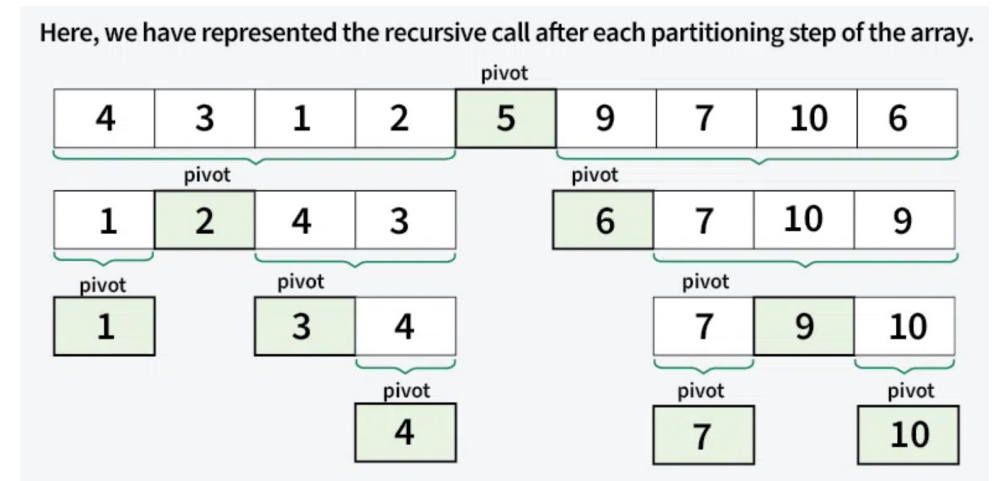 Here, we have represented the recursive call after each partitioning step of the array.
pivot
4 3 1 2 5 9 7 10 6
pivot pivot
1 2 4 3 6 7 10 9
pivot pivot pivot
1 3 4 7 9 10
pivot pivot pivot
4 7 10